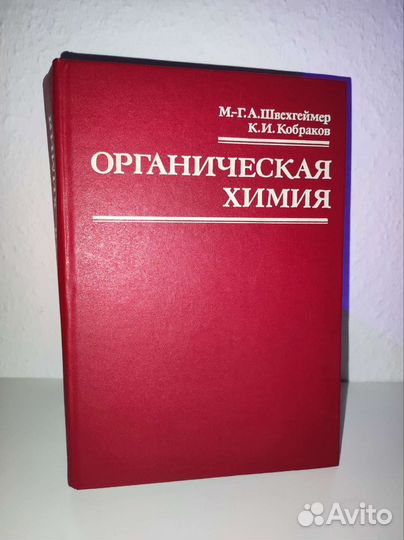 М.-Г. А. Швехгеймер
К. И. Кобраков
ОРГАНИЧЕСКАЯ
ХИМИЯ
Avito